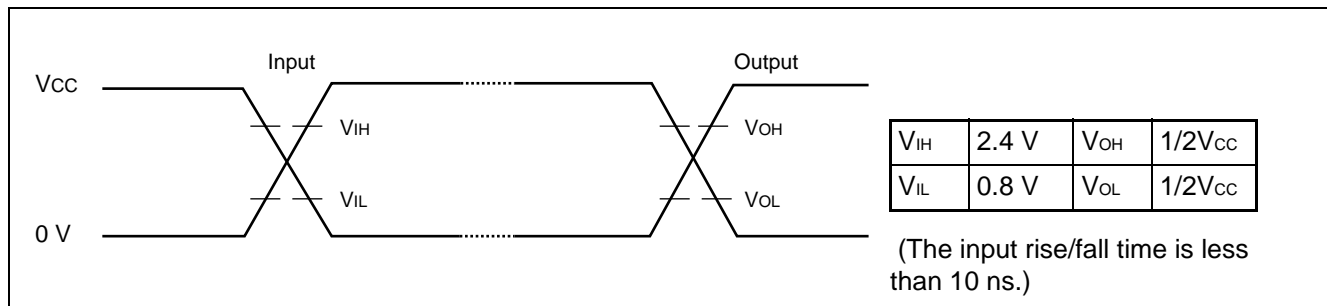 Input
Output
VCC
VIH
VOH
VIL
VOL
0 V
VIH 2.4 V VOH 1/2VCC
VIL 0.8 V VOL 1/2VCC
(The input rise/fall time is less
than 10 ns.)